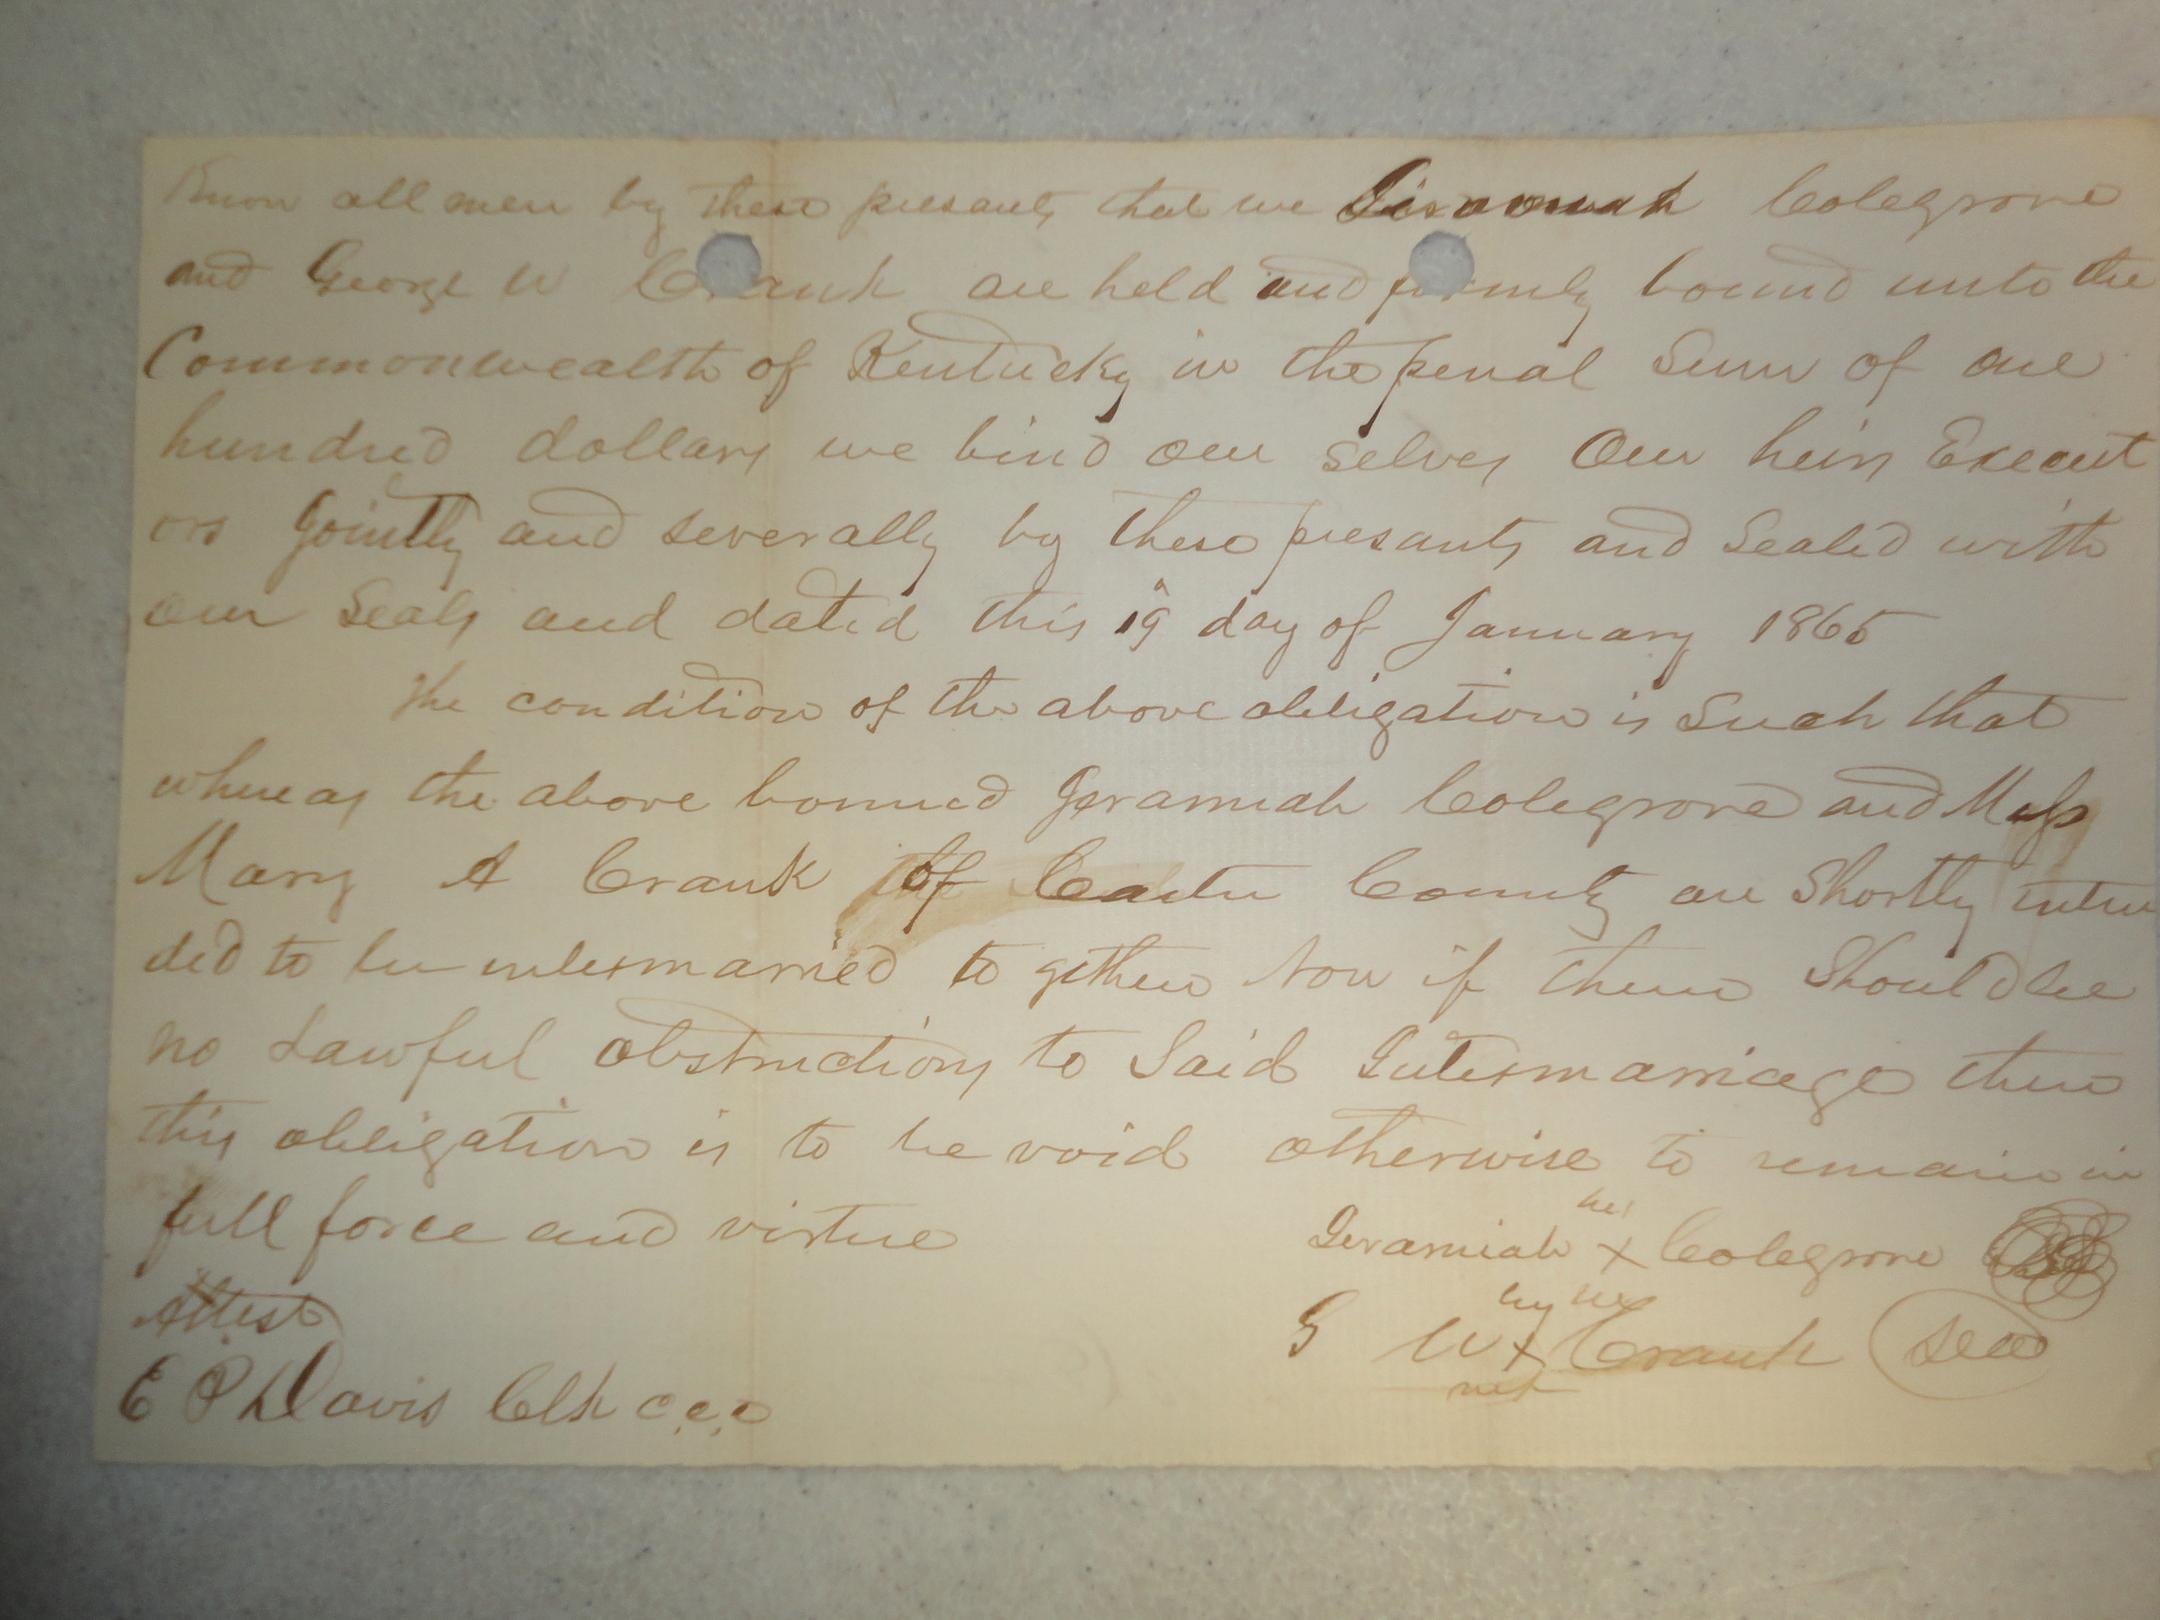 Know all men by these presants that we Jeramiah Colegrove
and George W Crank are held and firmly bound unto the
Commonwealth of Kentucky in the penal Sum of one
hundred dollars we bind our selves Our heirs Execut
ors jointly and severally by these presants and Sealed with
our Seals and dated this 19 day of January 1865
the condition of the above obligation is Such that
whereas the above bonned Jeramiah Colegrove and Miss
Mary A Crank of Carter County are Shortly inten
ded to be intermarried to gether Now if there Should be
no Lawful obstructions to Said Intermarriage then
this obligation is to be void otherwise to remain in
full force and virtue
his
Jeramiah x Colegrove
Attest
G W x Crank Seal
E P Davis Clk C.C.C